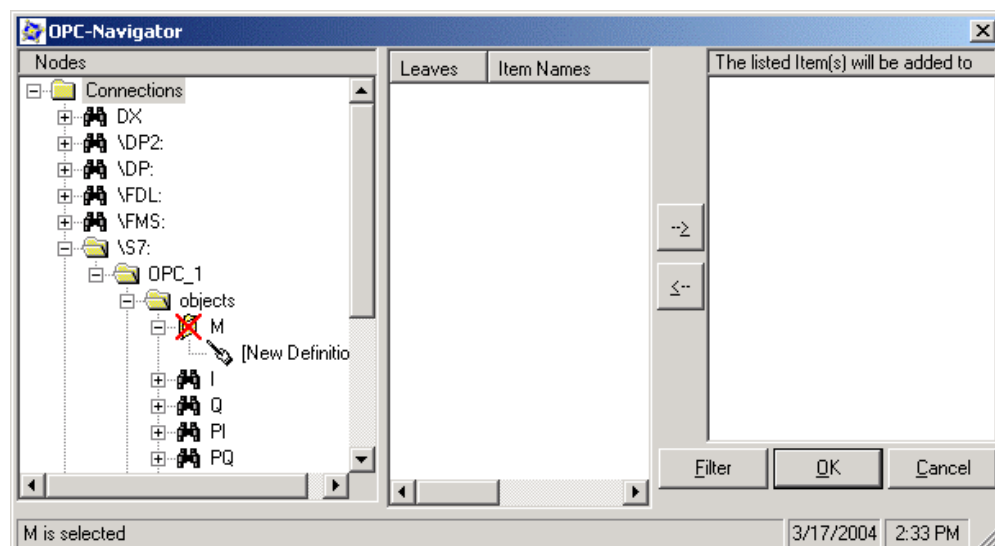 OPC-Navigator
Nodes
Leaves Item Names
The listed Item(s) will be added to
Connections
DX
\DP2:
\DP:
\FDL:
\FMS:
\S7:
OPC_1
objects
M
[New Definitio
I
Q
PI
PQ
-->
<--
Filter OK Cancel
M is selected 3/17/2004 2:33 PM